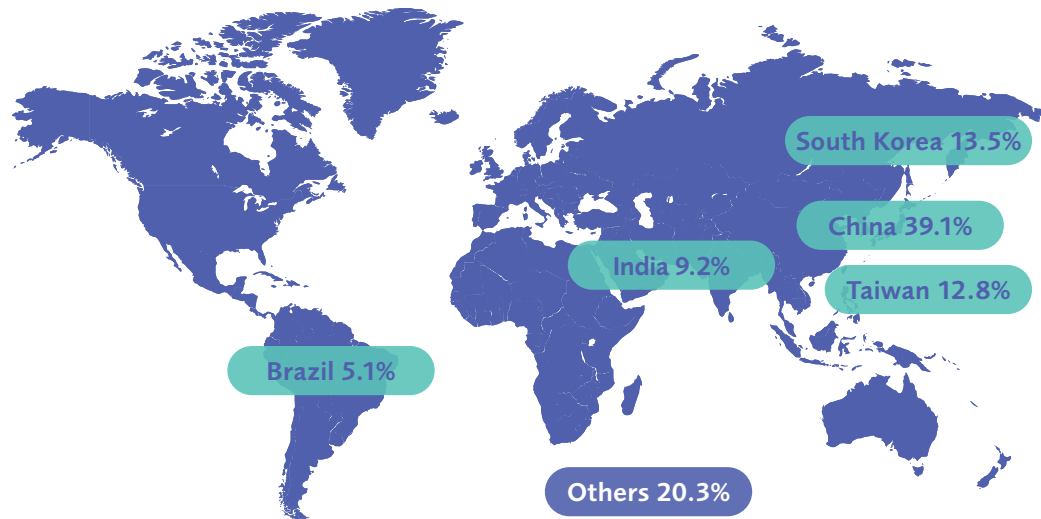 South Korea 13.5%
China 39.1%
India 9.2%
Taiwan 12.8%
Brazil 5.1%
Others 20.3%